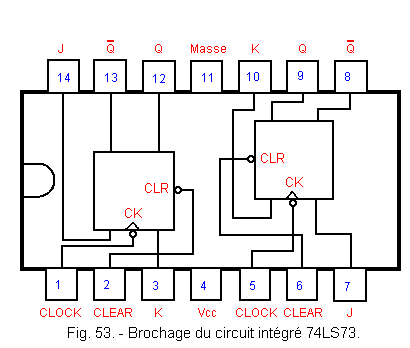 J Q Q Masse K Q Q
14 13 12 11 10 9 8
CLR
CLR
CK
CK
1 2 3 4 5 6 7
CLOCK CLEAR K Vcc CLOCK CLEAR J
Fig. 53. - Brochage du circuit intégré 74LS73.